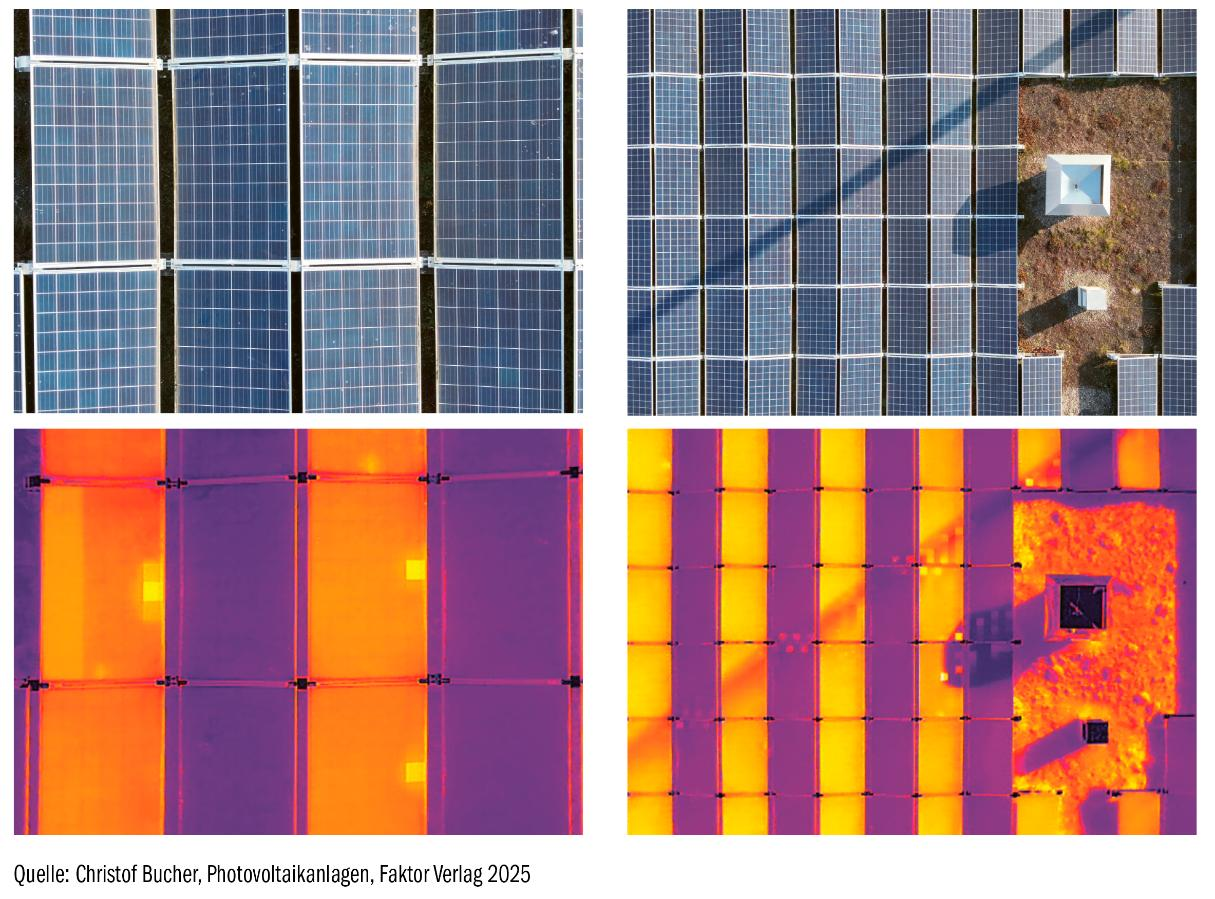 Quelle: Christof Bucher, Photovoltaikanlagen, Faktor Verlag 2025